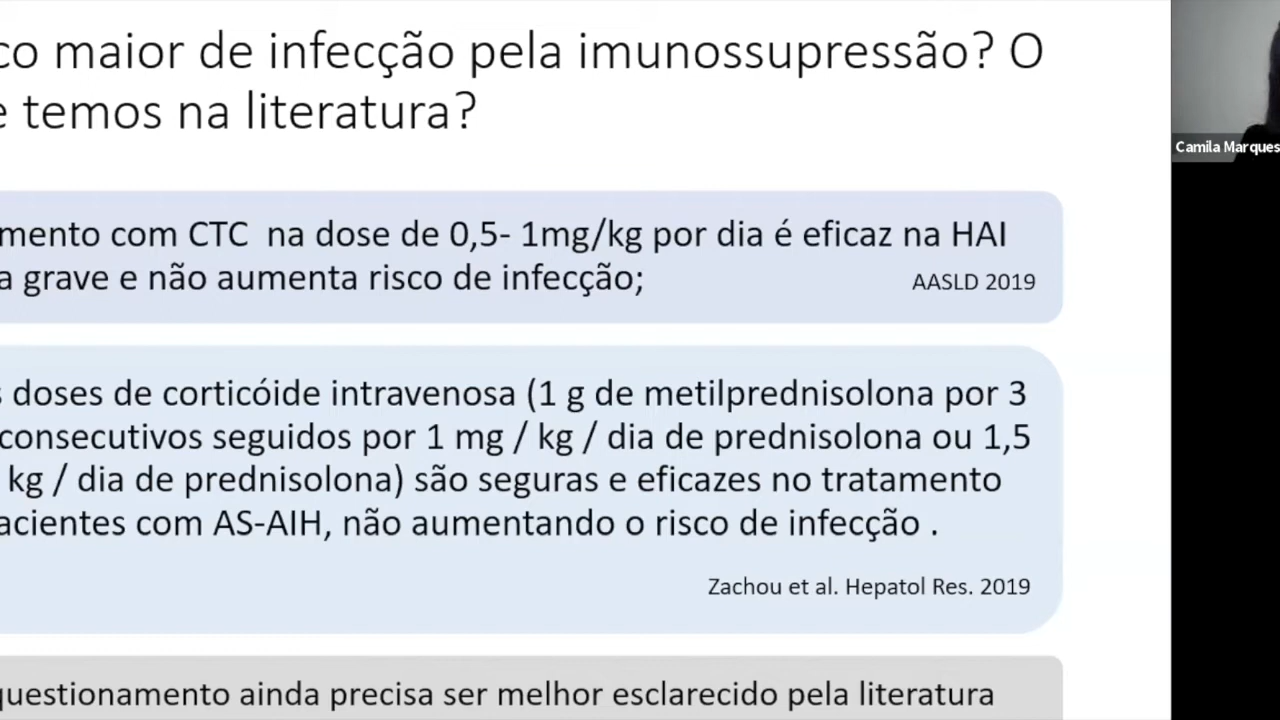 co maior de infecção pela imunossupressão? O
e temos na literatura?
Camila Marques
mento com CTC na dose de 0,5- 1mg/kg por dia é eficaz na HAI
a grave e não aumenta risco de infecção;
AASLD 2019
s doses de corticóide intravenosa (1 g de metilprednisolona por 3
consecutivos seguidos por 1 mg / kg / dia de prednisolona ou 1,5
kg / dia de prednisolona) são seguras e eficazes no tratamento
acientes com AS-AIH, não aumentando o risco de infecção .
Zachou et al. Hepatol Res. 2019
questionamento ainda precisa ser melhor esclarecido pela literatura